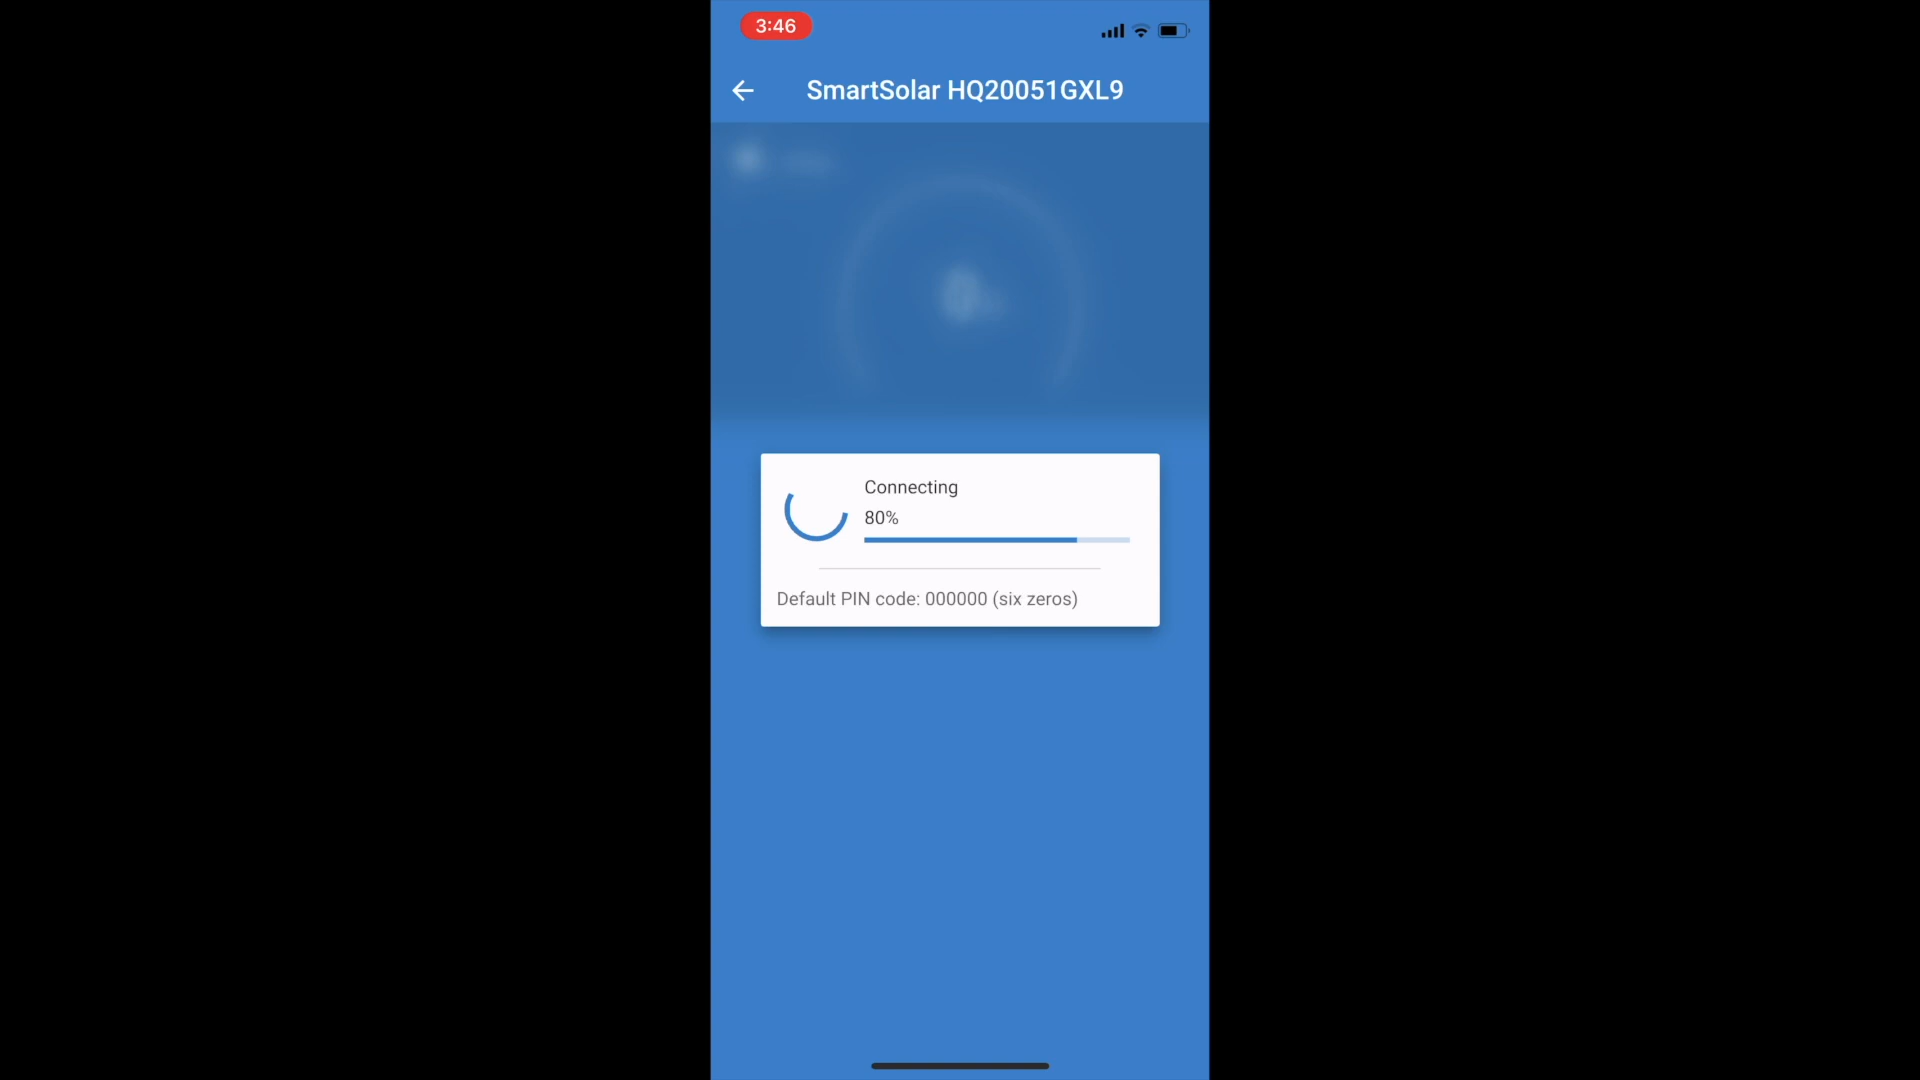 3:46
SmartSolar HQ20051GXL9
Connecting
80%
Default PIN code: 000000 (six zeros)